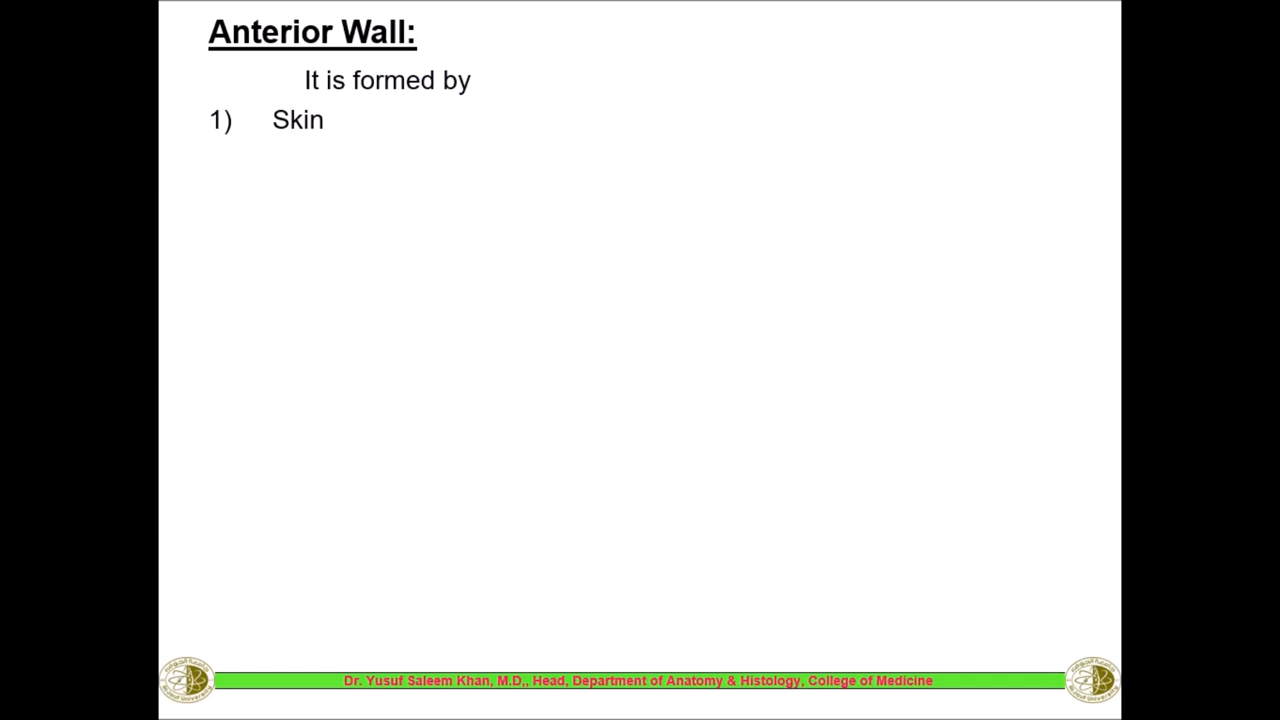 Anterior Wall:
It is formed by
1) Skin
Dr. Yusuf Saleem Khan, M.D,, Head, Department of Anatomy & Histology, College of Medicine